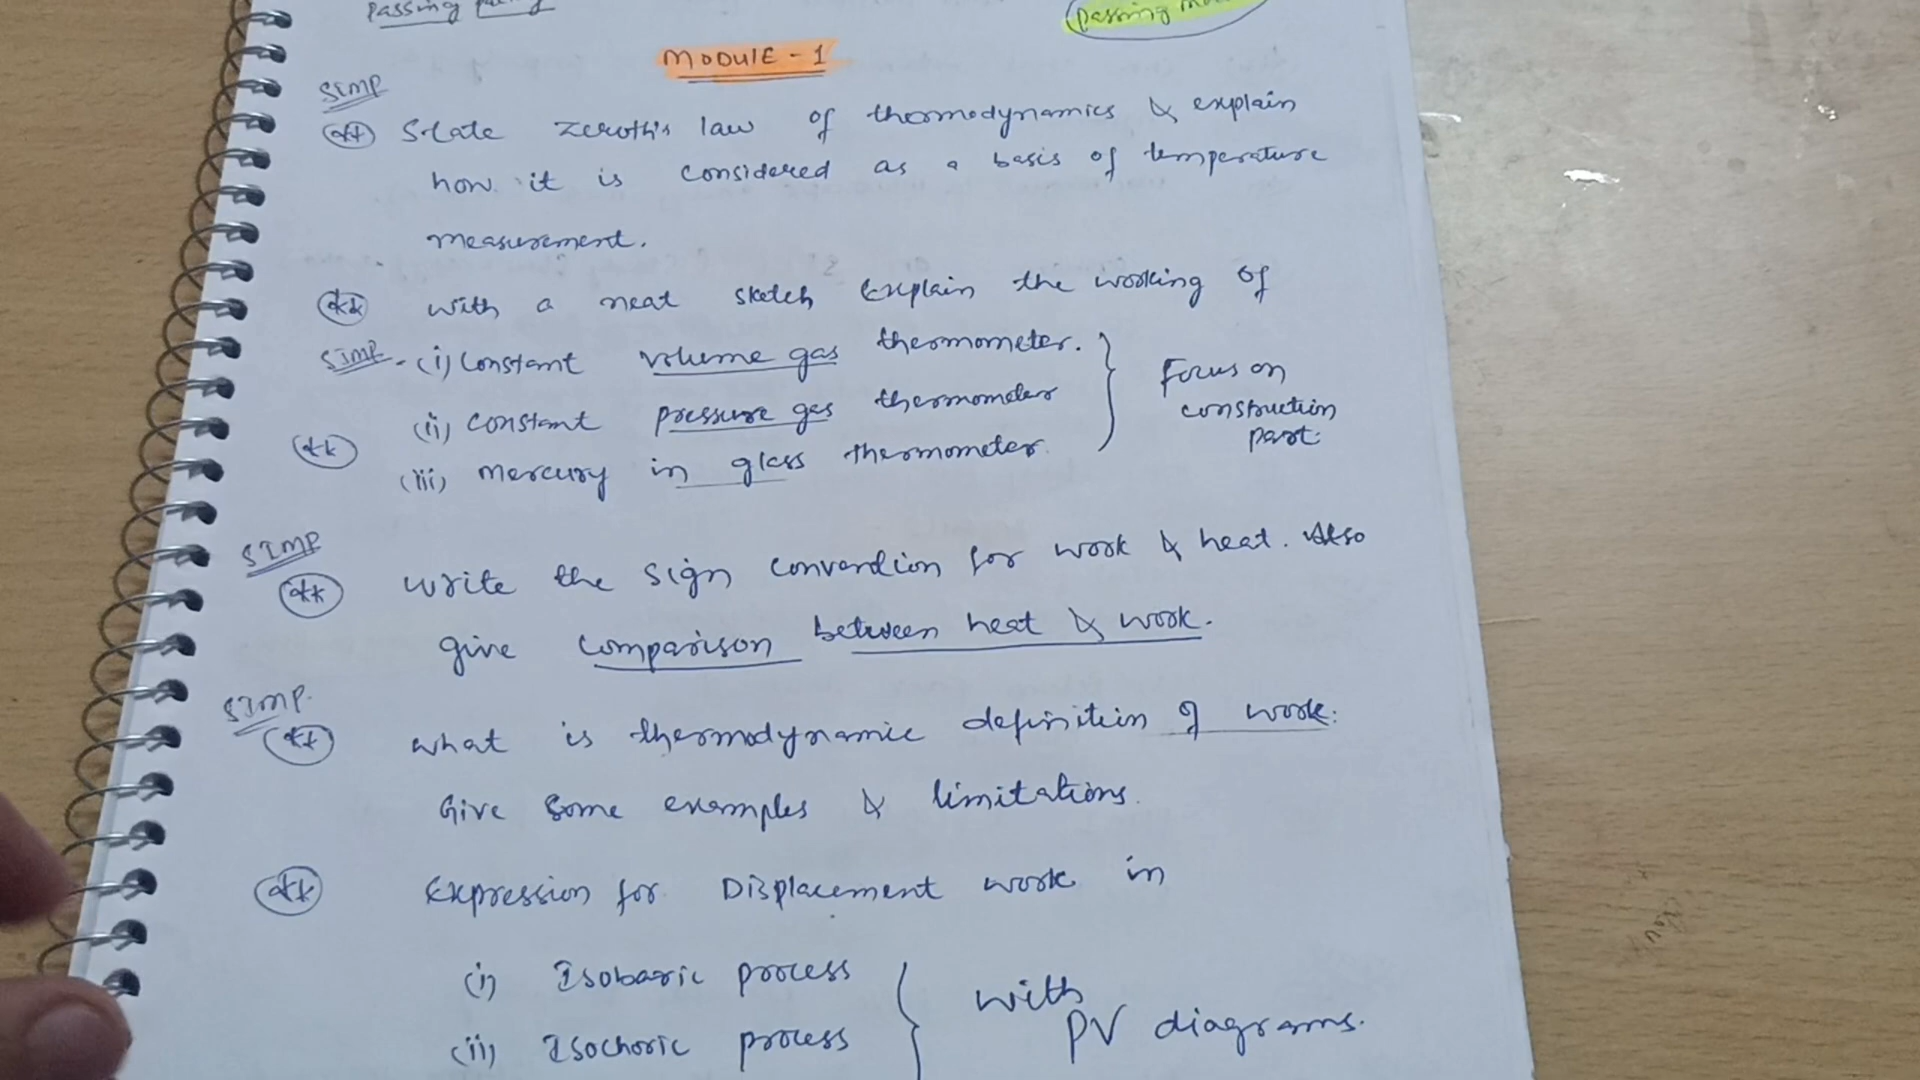 Passing
Passing
MODULE - 1
SIMP
** State zeroth's law of thermodynamics & explain
how it is considered as a basis of temperature
measurement.
** with a neat sketch Explain the working of
SIMP - (i) Constant volume gas thermometer.
(ii) constant pressure gas thermometer
** (iii) mercury in glass thermometer.
Focus on
construction
part.
SIMP
** write the sign convention for work & heat. Also
give comparison between heat & work.
SIMP.
** what is thermodynamic definition of work.
Give some examples & limitations.
** Expression for Displacement work in
(i) Isobaric process
(ii) Isochoric process
with
PV diagrams.